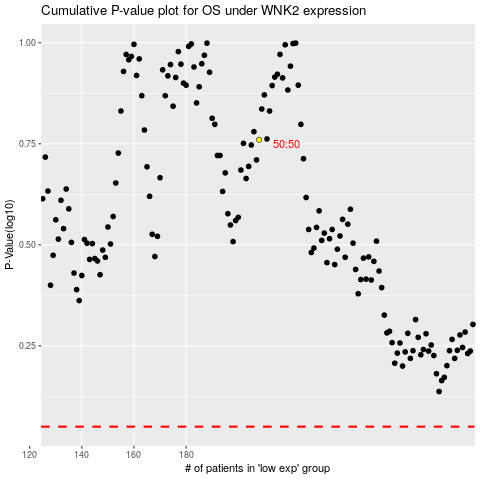 Cumulative P-value plot for OS under WNK2 expression
1.00
0.75
0.50
0.25
P-Value(log10)
50:50
120 140 160 180
# of patients in 'low exp' group